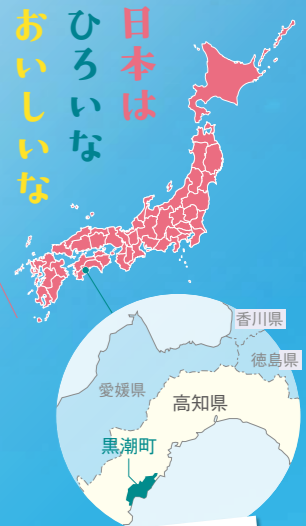 日本は
ひろいな
おいしいな
香川県
徳島県
愛媛県
高知県
黒潮町